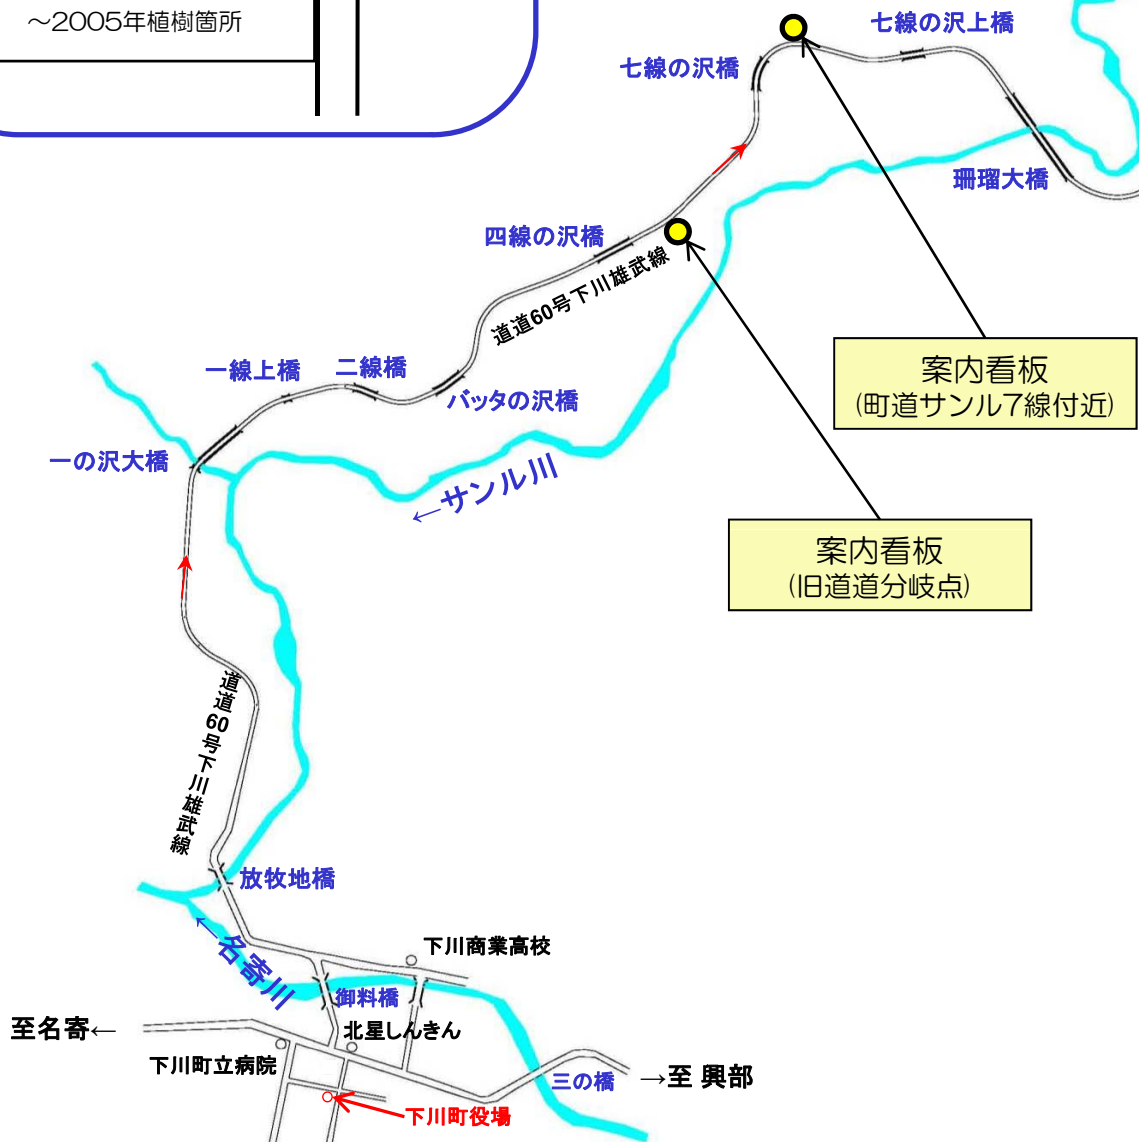 ～2005年植樹箇所
七線の沢上橋
七線の沢橋
珊瑠大橋
四線の沢橋
道道60号下川雄武線
案内看板
(町道サンル7線付近)
一線上橋
二線橋
バッタの沢橋
一の沢大橋
←サンル川
案内看板
(旧道道分岐点)
道道60号下川雄武線
放牧地橋
下川商業高校
←名寄川
御料橋
至名寄←
北星しんきん
下川町立病院
三の橋
→至 興部
下川町役場